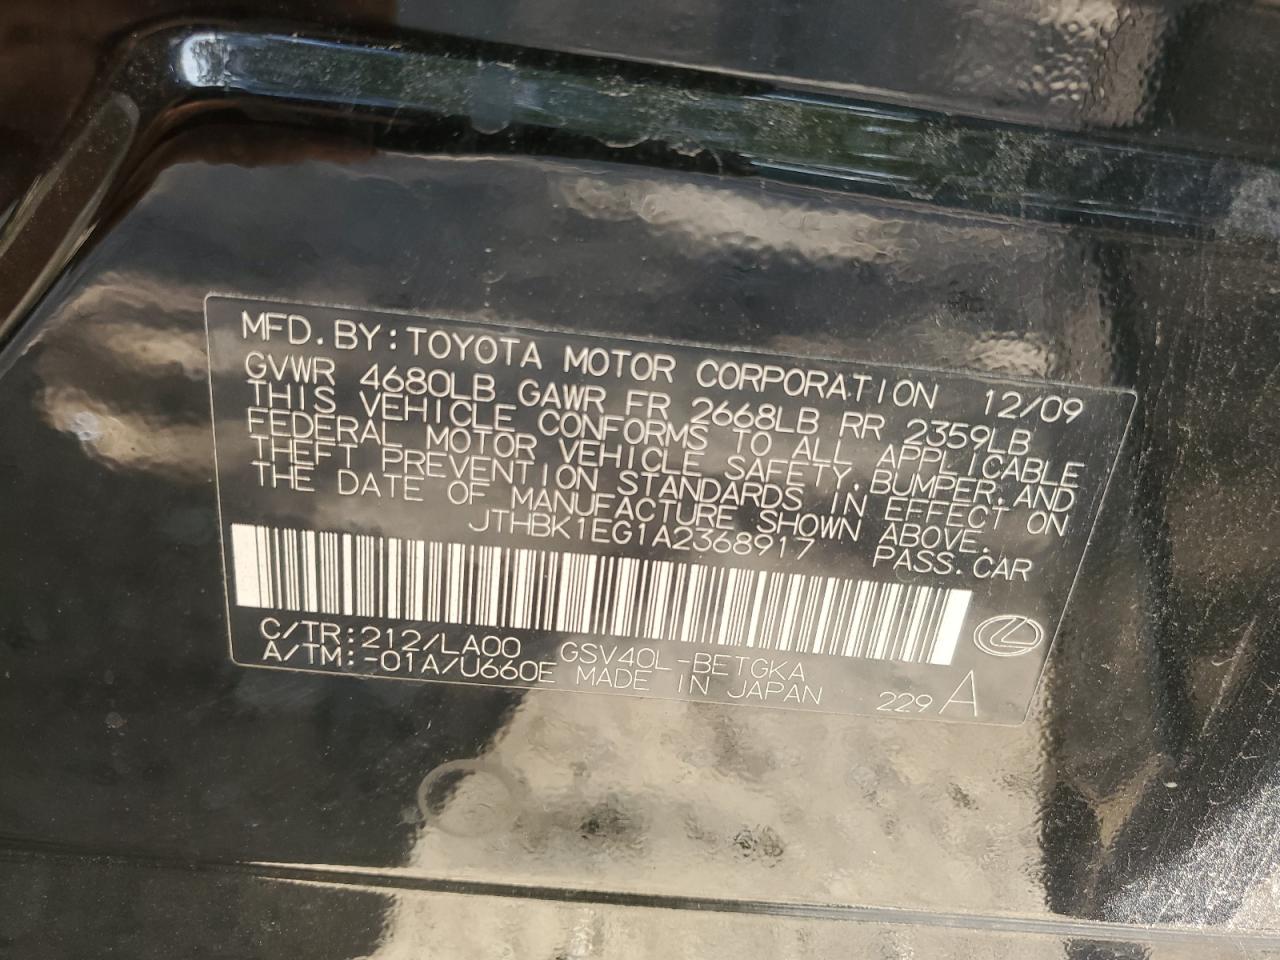 MFD. BY: TOYOTA MOTOR CORPORATION 12/09
GVWR 4680LB GAWR FR 2668LB RR 2359LB
THIS VEHICLE CONFORMS TO ALL APPLICABLE
FEDERAL MOTOR VEHICLE SAFETY, BUMPER, AND
THEFT PREVENTION STANDARDS IN EFFECT ON
THE DATE OF MANUFACTURE SHOWN ABOVE.
JTHBK1EG1A2368917 PASS. CAR
C/TR: 212/LA00 GSV40L-BETGKA
A/TM: -01A/U660E MADE IN JAPAN 229 A